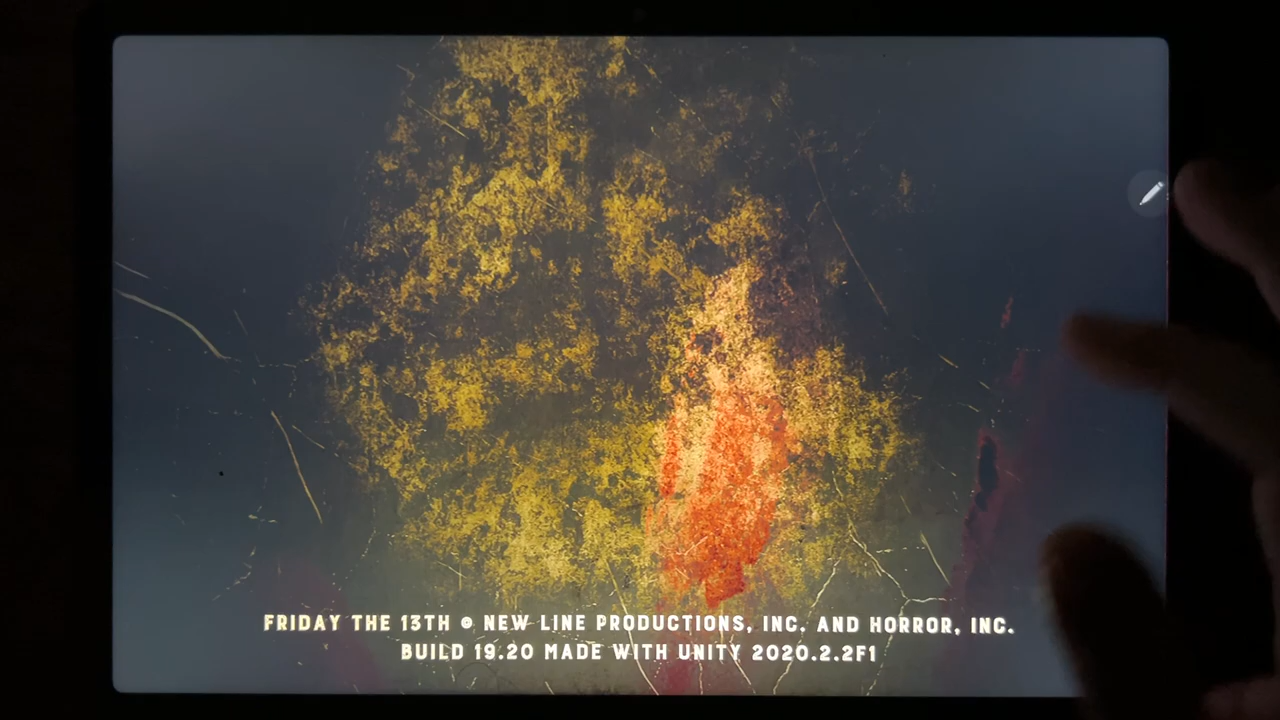 FRIDAY THE 13TH © NEW LINE PRODUCTIONS, INC. AND HORROR, INC.
BUILD 19.20 MADE WITH UNITY 2020.2.2F1